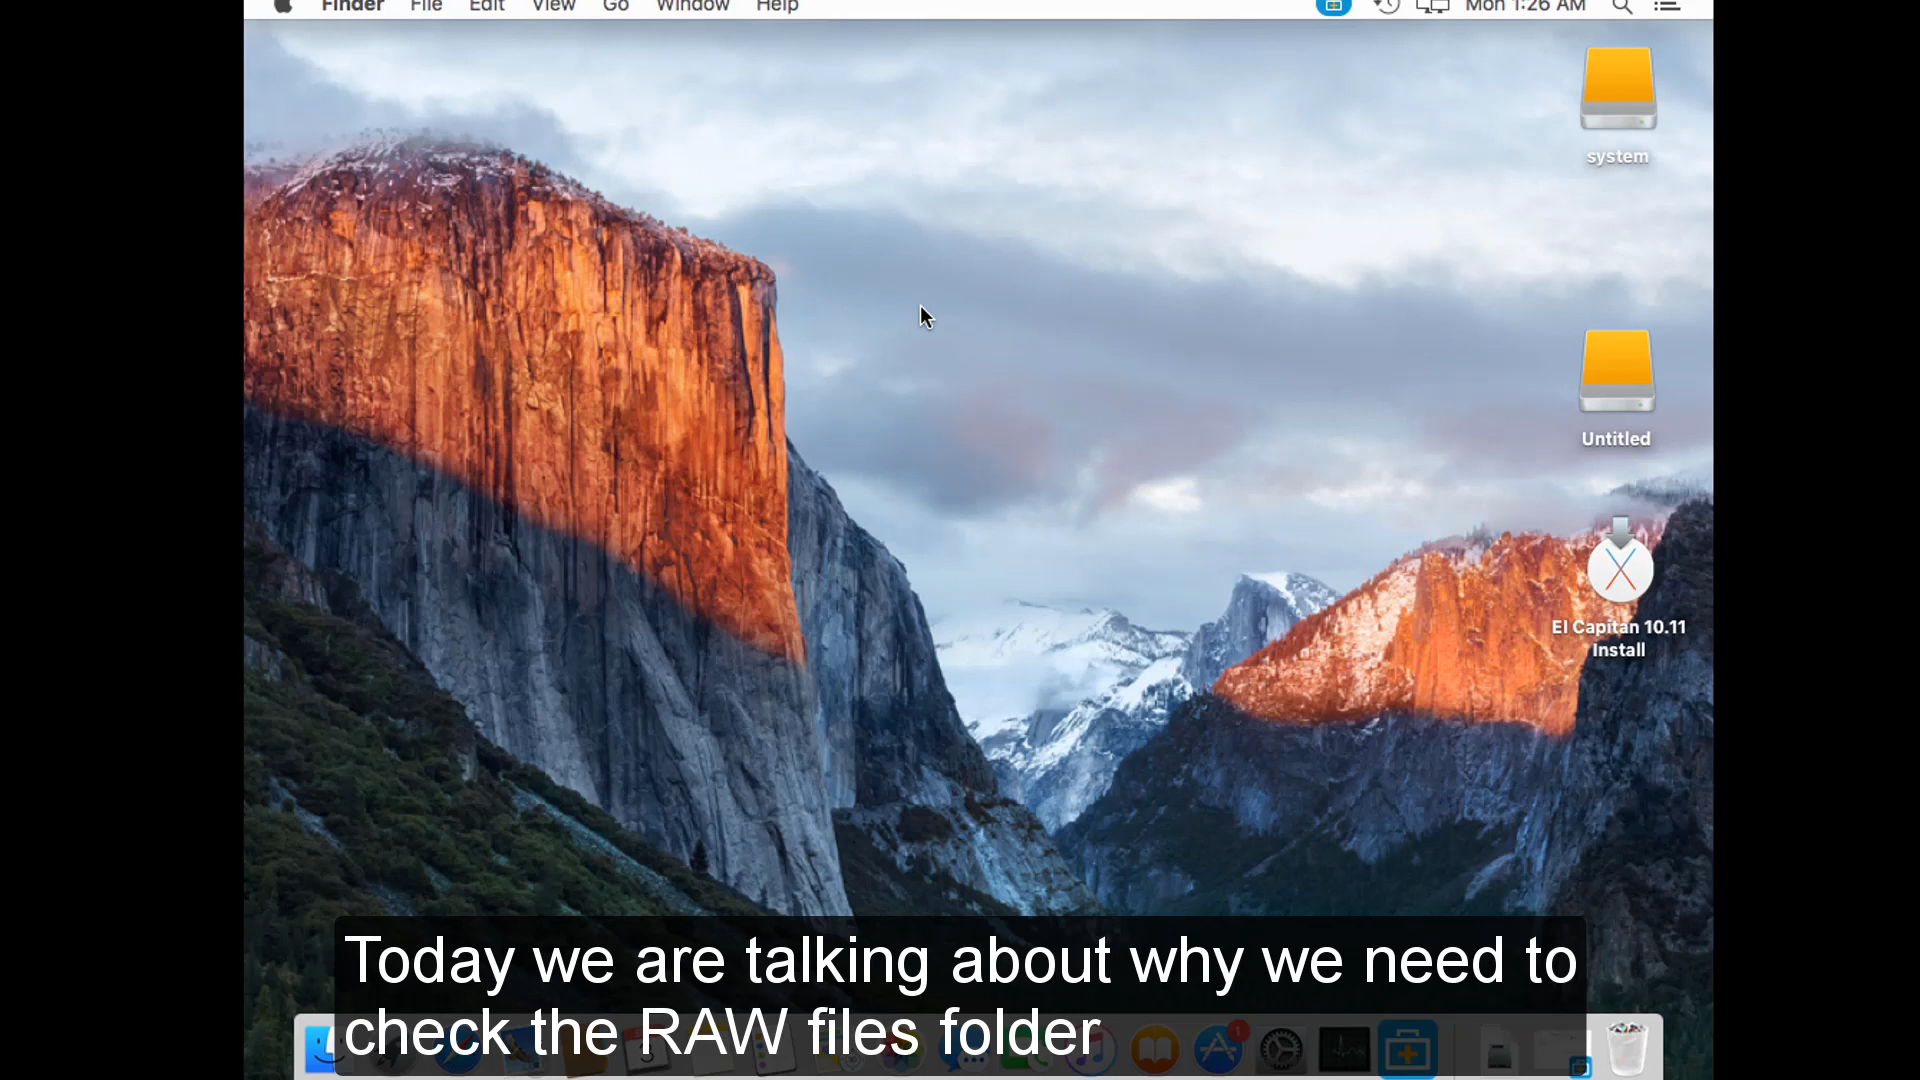 Finder File Edit View Go Window Help Mon 1:26 AM
system
Untitled
El Capitan 10.11
Install
Today we are talking about why we need to
check the RAW files folder
1